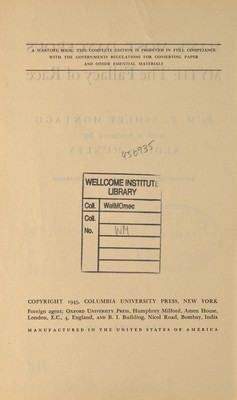 A WARTIME BOOK. THIS COMPLETE EDITION IS PRODUCED IN FULL COMPLIANCE
WITH THE GOVERNMENT'S REGULATIONS FOR CONSERVING PAPER
AND OTHER ESSENTIAL MATERIALS
450935
WELLCOME INSTITUTE
LIBRARY
Coll. WelMOmec
Coll.
No. WM
COPYRIGHT 1945, COLUMBIA UNIVERSITY PRESS, NEW YORK
Foreign agent: OXFORD UNIVERSITY PRESS, Humphrey Milford, Amen House,
London, E.C., 4, England, AND B. I. Building, Nicol Road, Bombay, India
MANUFACTURED IN THE UNITED STATES OF AMERICA